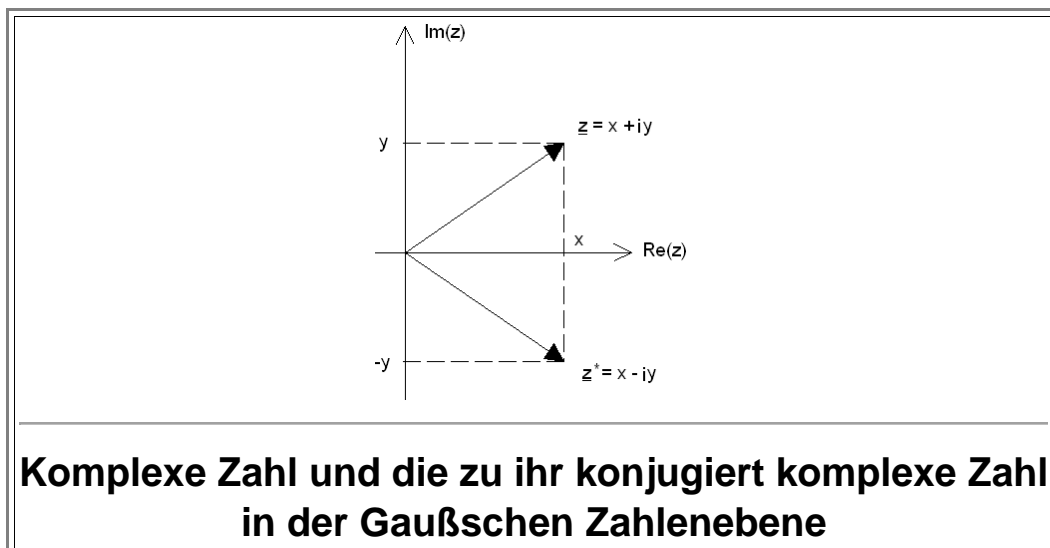 Im(z)
z = x + iy
y
x
Re(z)
-y
z* = x - iy
Komplexe Zahl und die zu ihr konjugiert komplexe Zahl
in der Gaußschen Zahlenebene